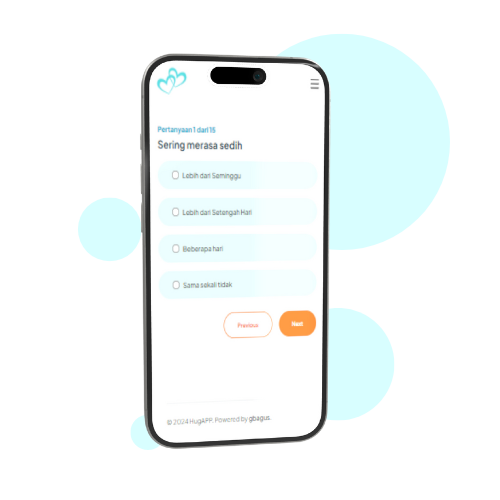 Pertanyaan 1 dari 15
Sering merasa sedih
Lebih dari Seminggu
Lebih dari Setengah Hari
Beberapa hari
Sama sekali tidak
Previous
Next
© 2024 HugAPP. Powered by gbagus.